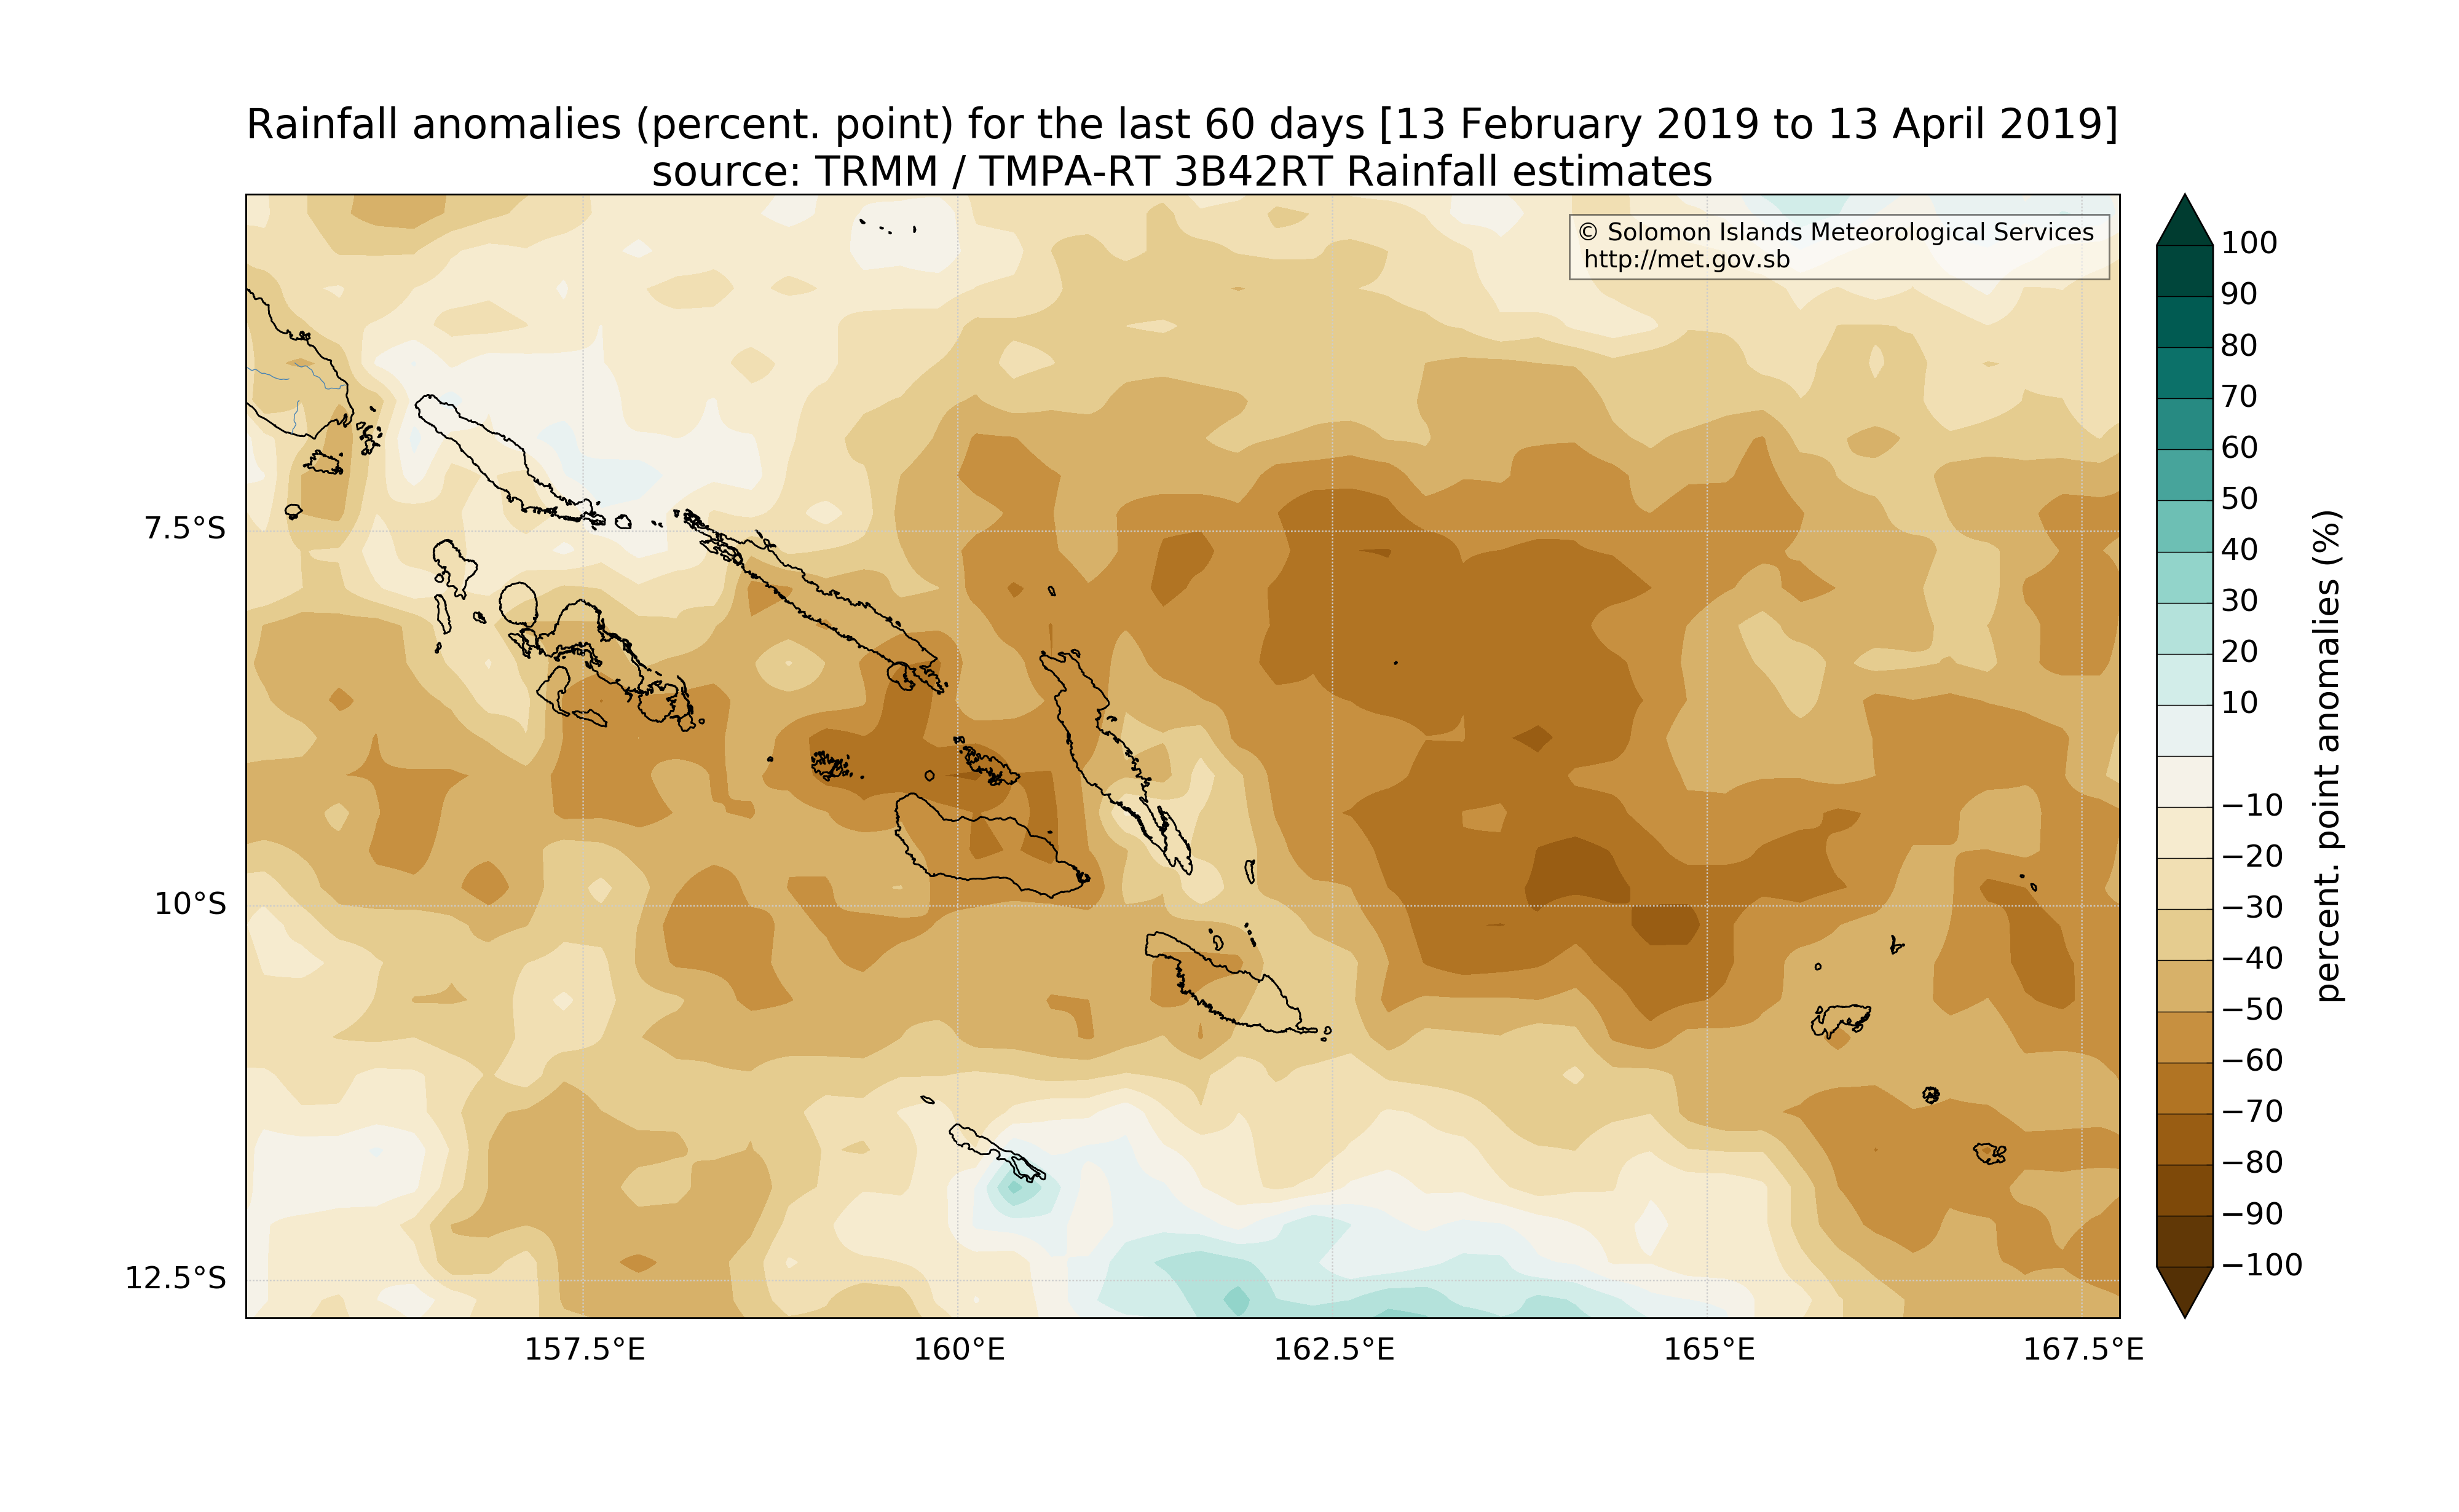 Rainfall anomalies (percent. point) for the last 60 days [13 February 2019 to 13 April 2019]
source: TRMM / TMPA-RT 3B42RT Rainfall estimates
© Solomon Islands Meteorological Services
http://met.gov.sb
7.5°S
10°S
12.5°S
157.5°E
160°E
162.5°E
165°E
167.5°E
100
90
80
70
60
50
40
30
20
10
−10
−20
−30
−40
−50
−60
−70
−80
−90
−100
percent. point anomalies (%)